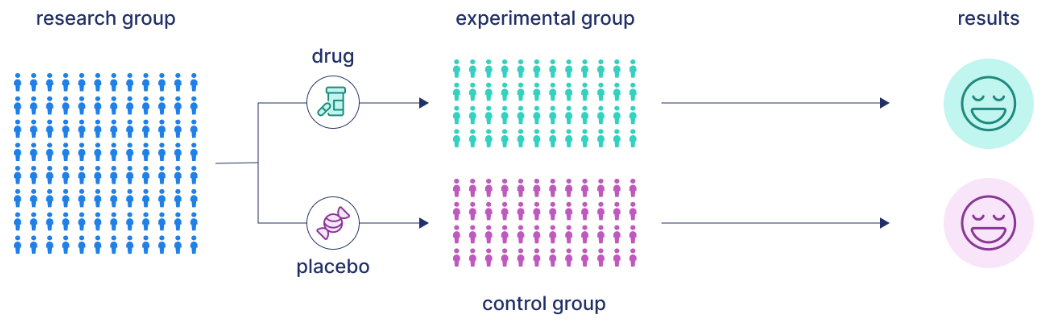 research group
experimental group
results
drug
placebo
control group